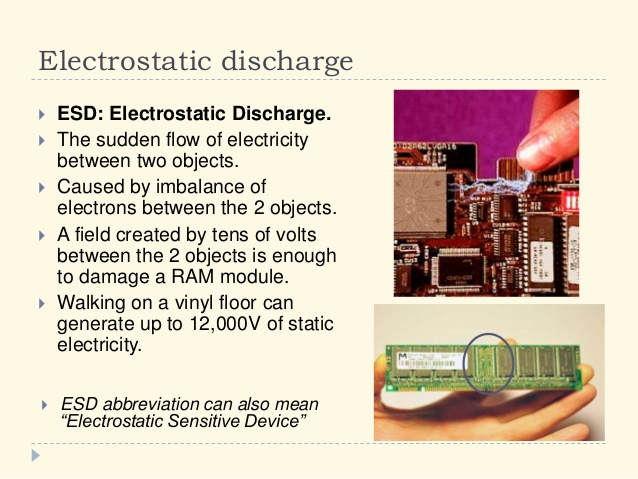 Electrostatic discharge
ESD: Electrostatic Discharge.
The sudden flow of electricity
between two objects.
Caused by imbalance of
electrons between the 2 objects.
A field created by tens of volts
between the 2 objects is enough
to damage a RAM module.
Walking on a vinyl floor can
generate up to 12,000V of static
electricity.
ESD abbreviation can also mean
“Electrostatic Sensitive Device”